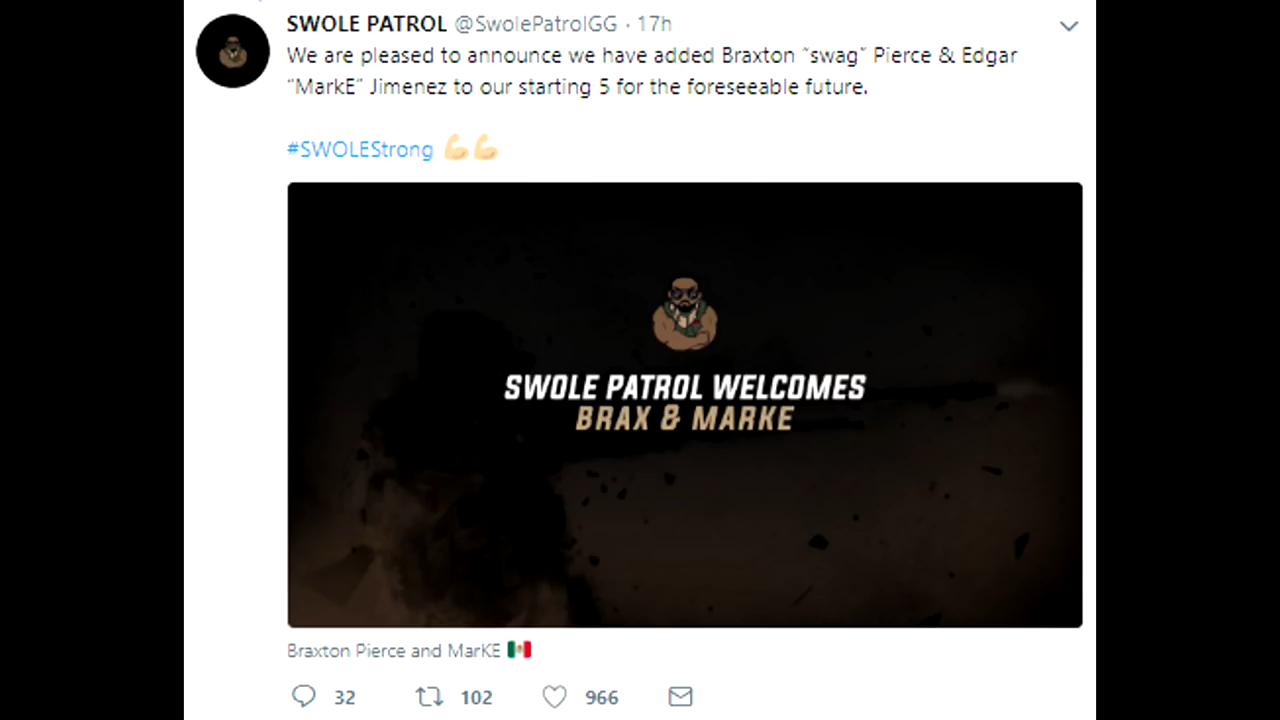 SWOLE PATROL @SwolePatrolGG · 17h
We are pleased to announce we have added Braxton “swag” Pierce & Edgar
“MarkE” Jimenez to our starting 5 for the foreseeable future.
#SWOLEStrong 💪🏼💪🏼
SWOLE PATROL WELCOMES
BRAX & MARKE
Braxton Pierce and MarKE 🇲🇽
32 102 966